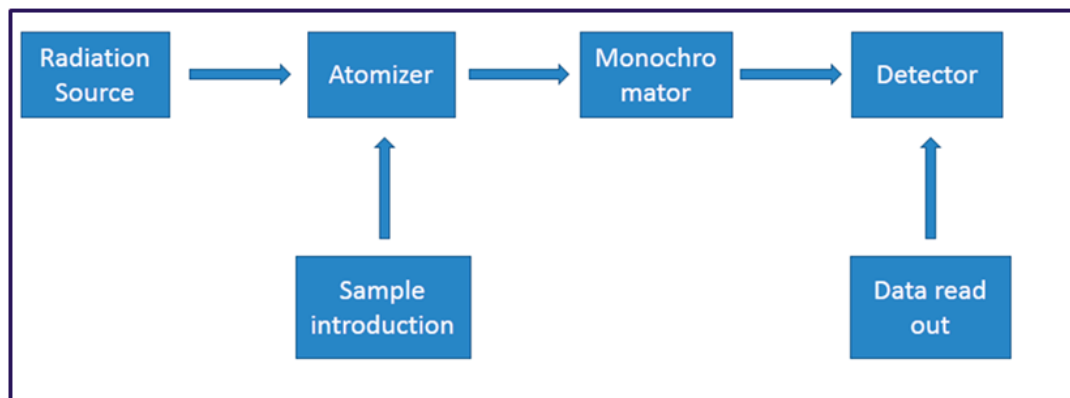 Radiation
Source
Atomizer
Monochro
mator
Detector
Sample
introduction
Data read
out